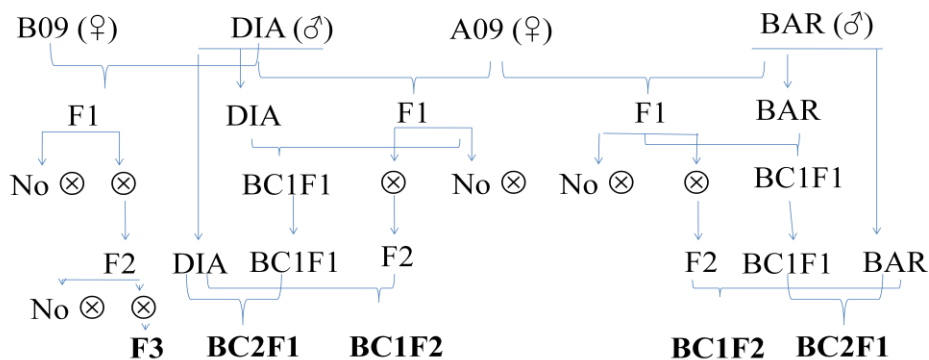 B09 (♀) DIA (♂) A09 (♀) BAR (♂)
F1 DIA F1 BAR
No ⊗ ⊗ BC1F1 ⊗ No ⊗ No ⊗ ⊗ BC1F1
F2 DIA BC1F1 F2 F2 BC1F1 BAR
No ⊗ ⊗
F3 BC2F1 BC1F2 BC1F2 BC2F1